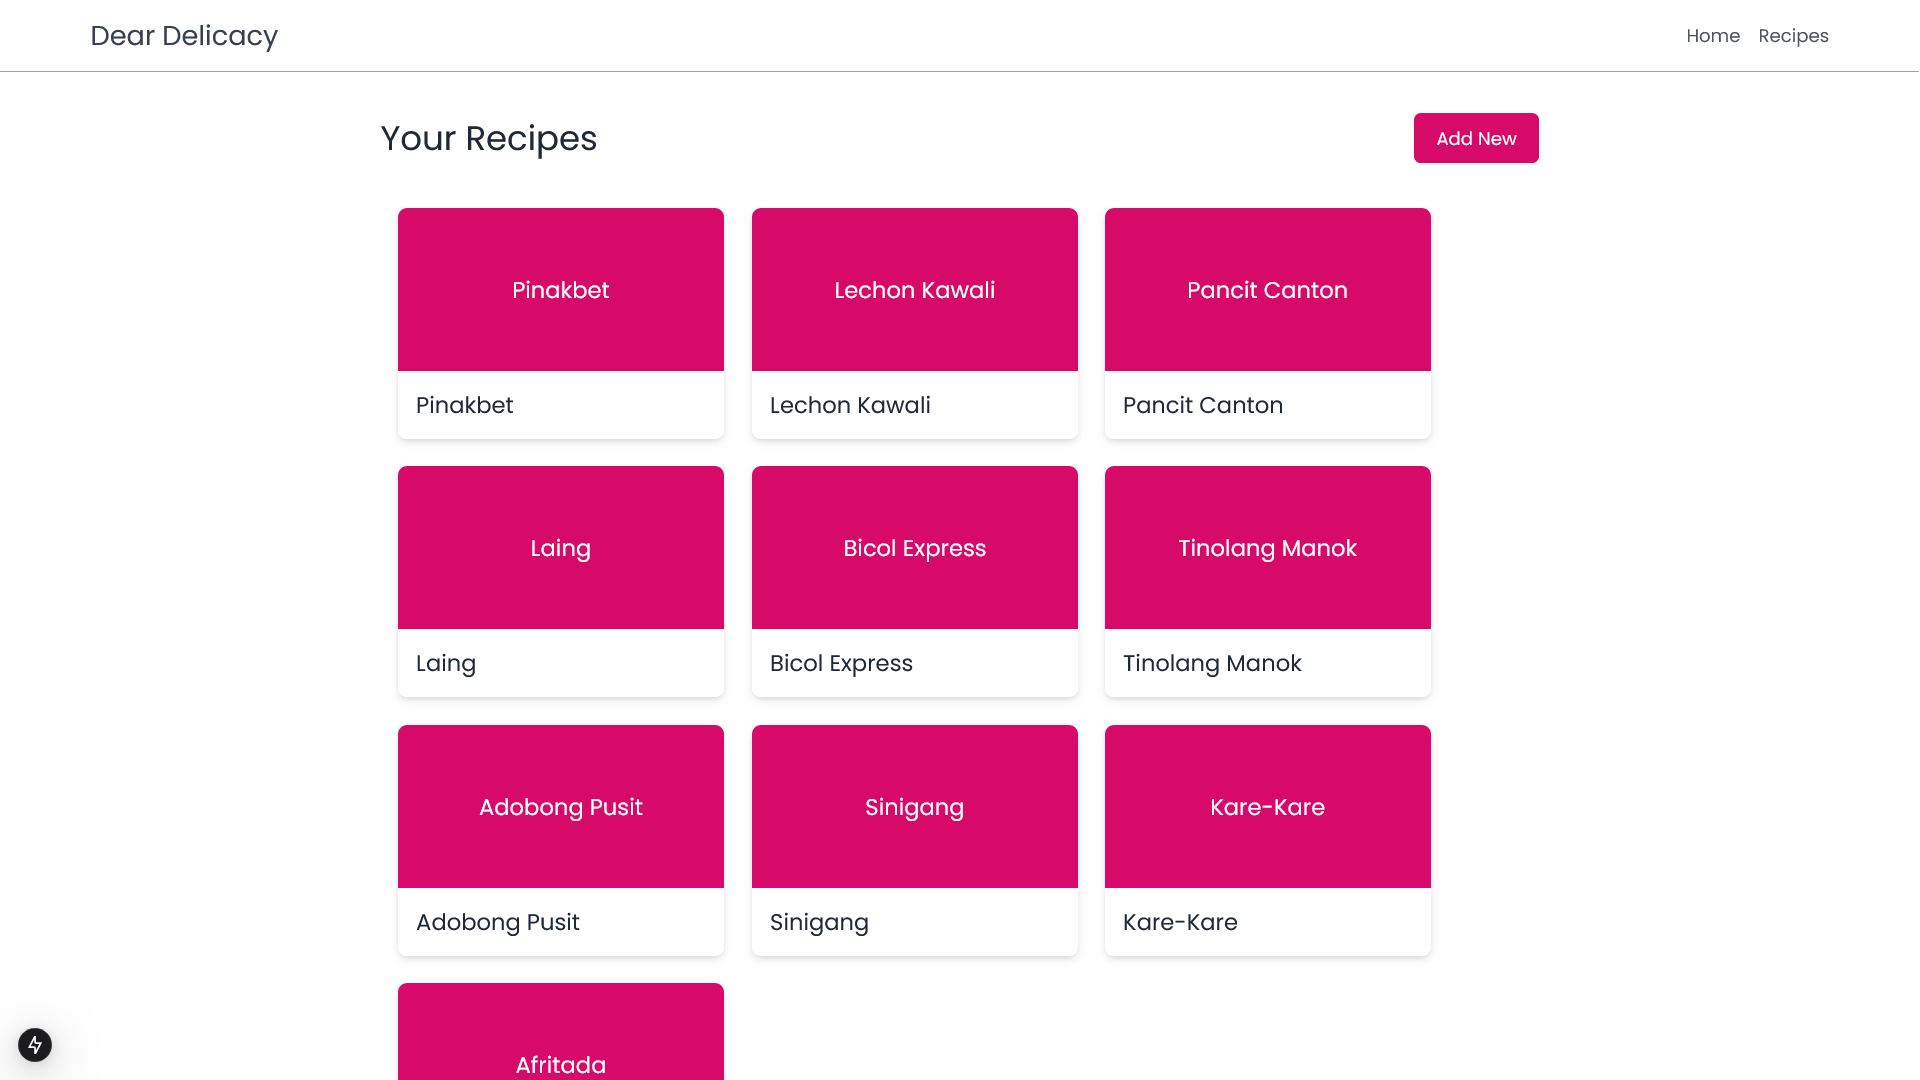 Dear Delicacy
Home Recipes
Your Recipes
Add New
Pinakbet
Lechon Kawali
Pancit Canton
Pinakbet
Lechon Kawali
Pancit Canton
Laing
Bicol Express
Tinolang Manok
Laing
Bicol Express
Tinolang Manok
Adobong Pusit
Sinigang
Kare-Kare
Adobong Pusit
Sinigang
Kare-Kare
Afritada